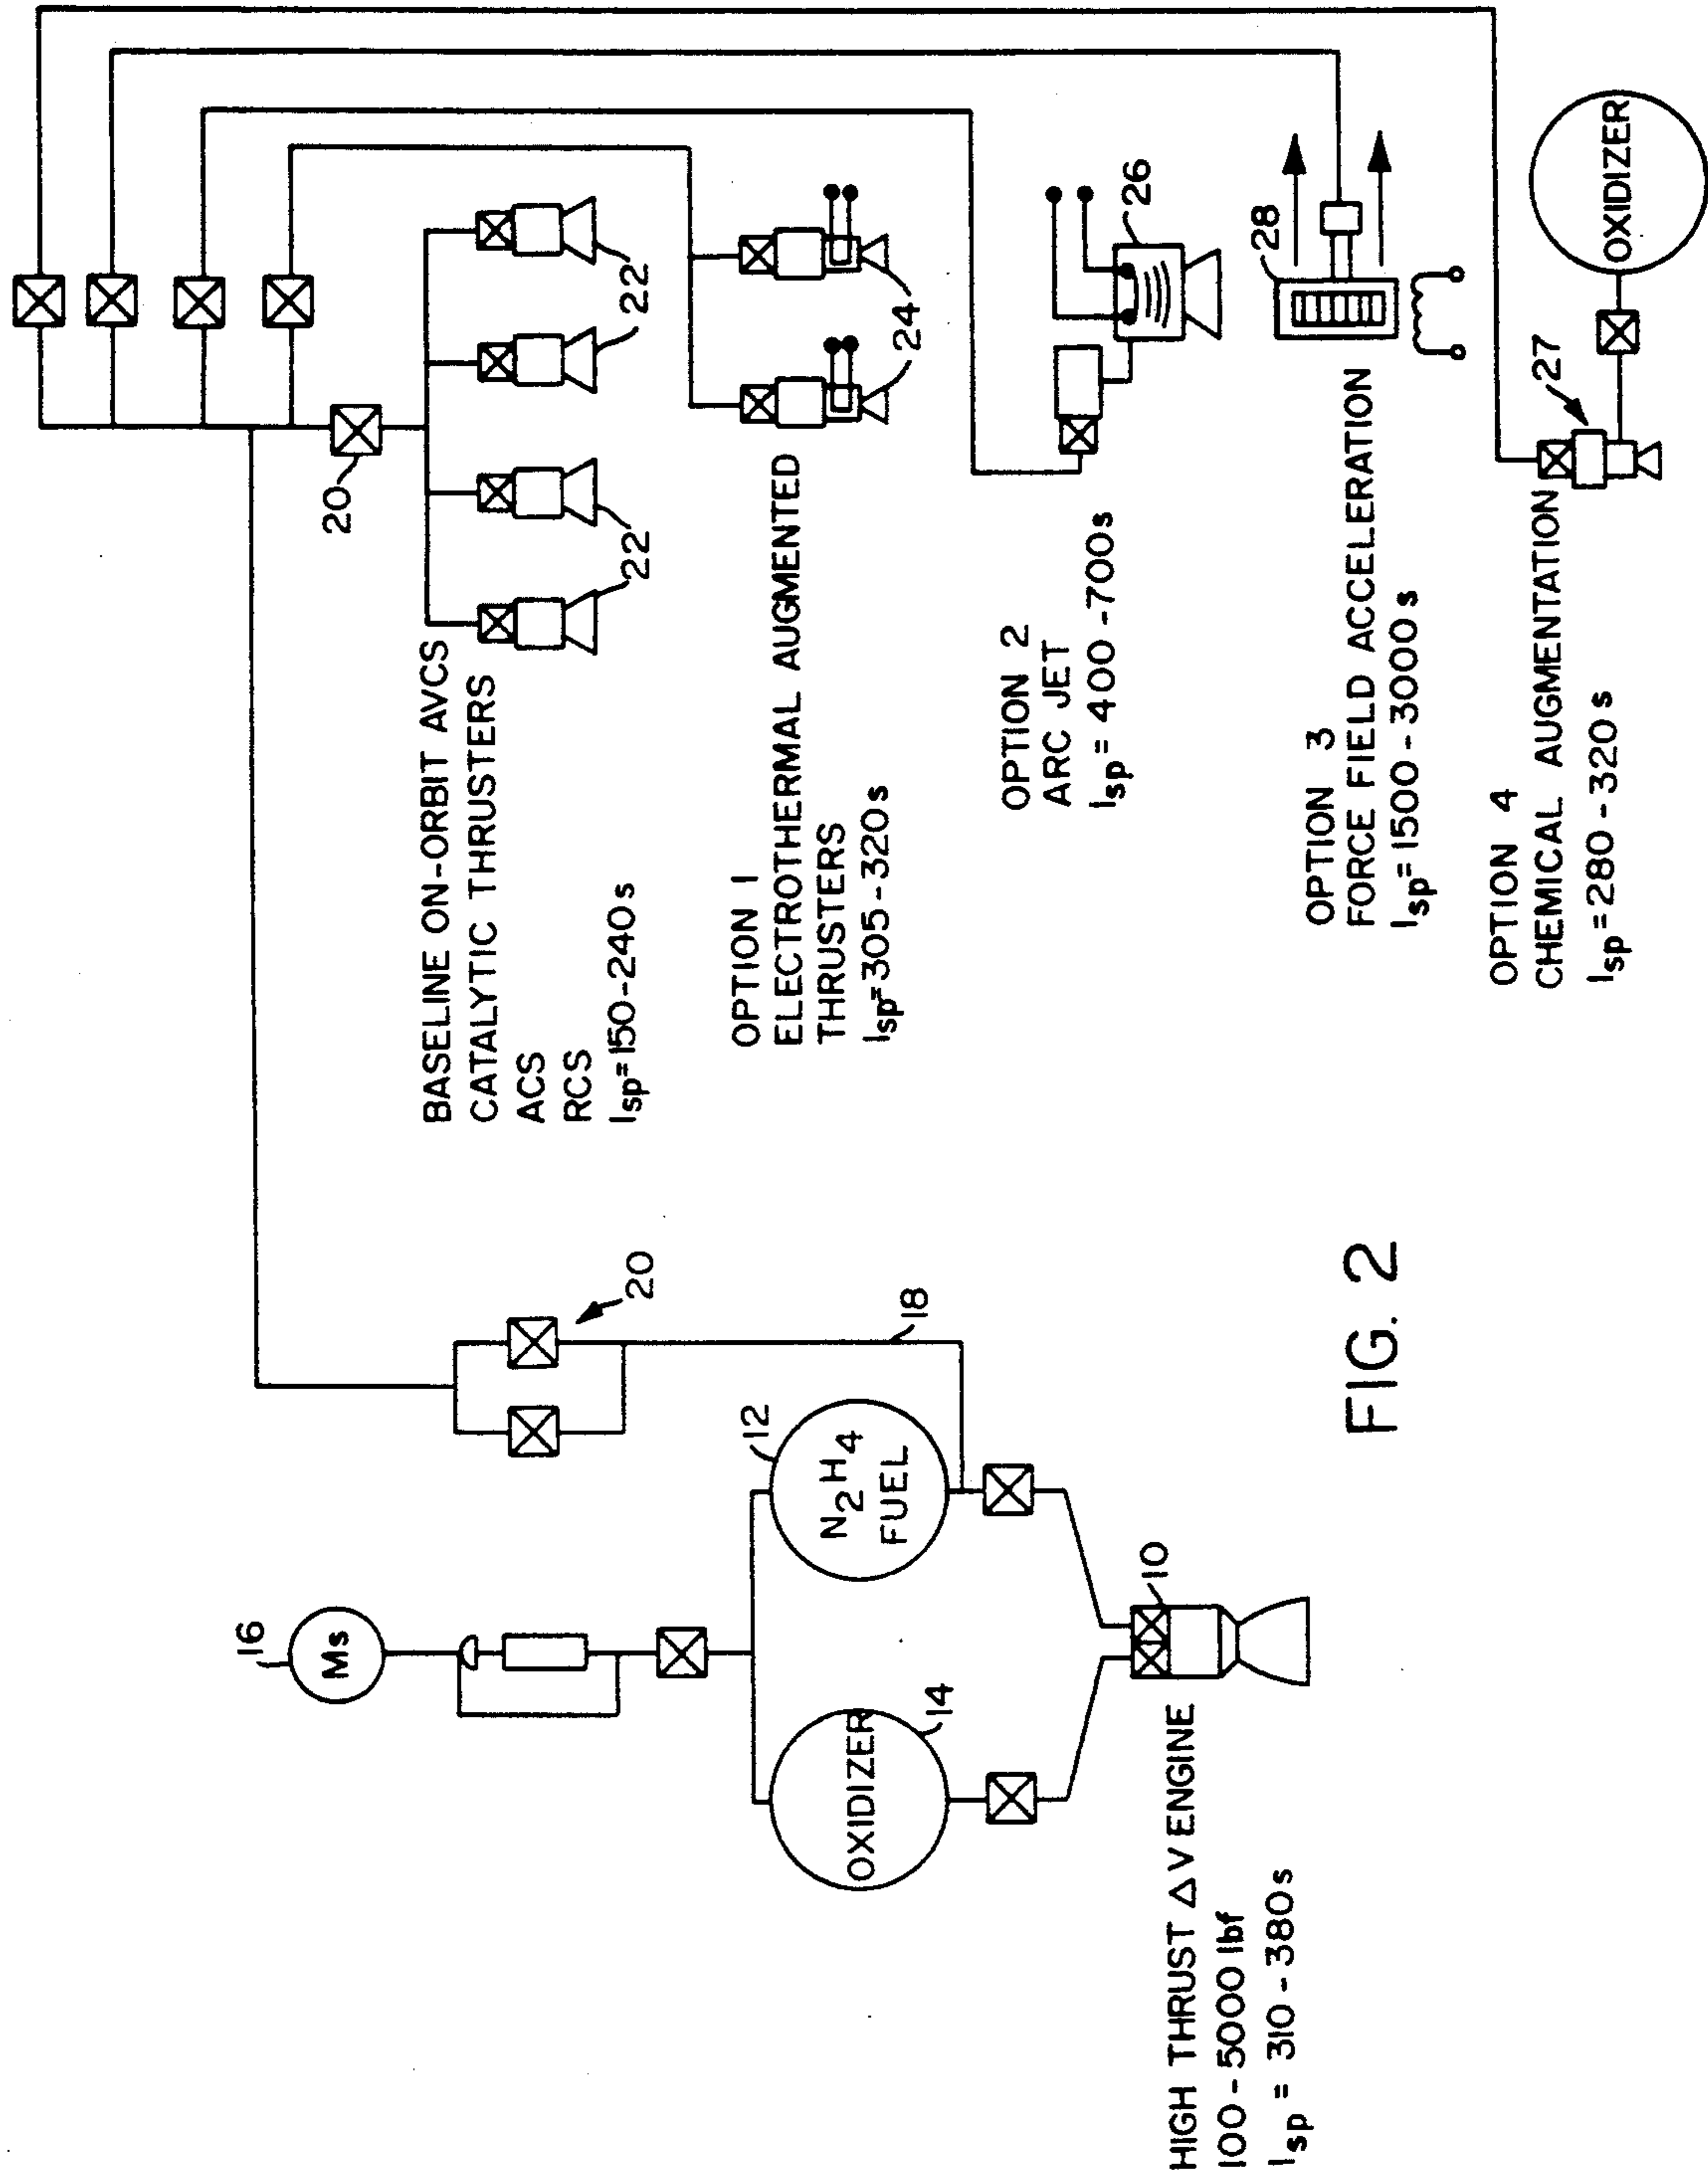 16
Ms
12
N2H4
FUEL
OXIDIZER
14
18
20
10
HIGH THRUST Δ V ENGINE
100-5000 lbf
Isp = 310-380s
20
22
22
BASELINE ON-ORBIT AVCS
CATALYTIC THRUSTERS
ACS
RCS
Isp=150-240s
24
OPTION 1
ELECTROTHERMAL AUGMENTED
THRUSTERS
Isp=305-320s
26
OPTION 2
ARC JET
Isp=400-700s
28
OPTION 3
FORCE FIELD ACCELERATION
Isp=1500-3000s
27
OXIDIZER
OPTION 4
CHEMICAL AUGMENTATION
Isp=280-320s
FIG. 2